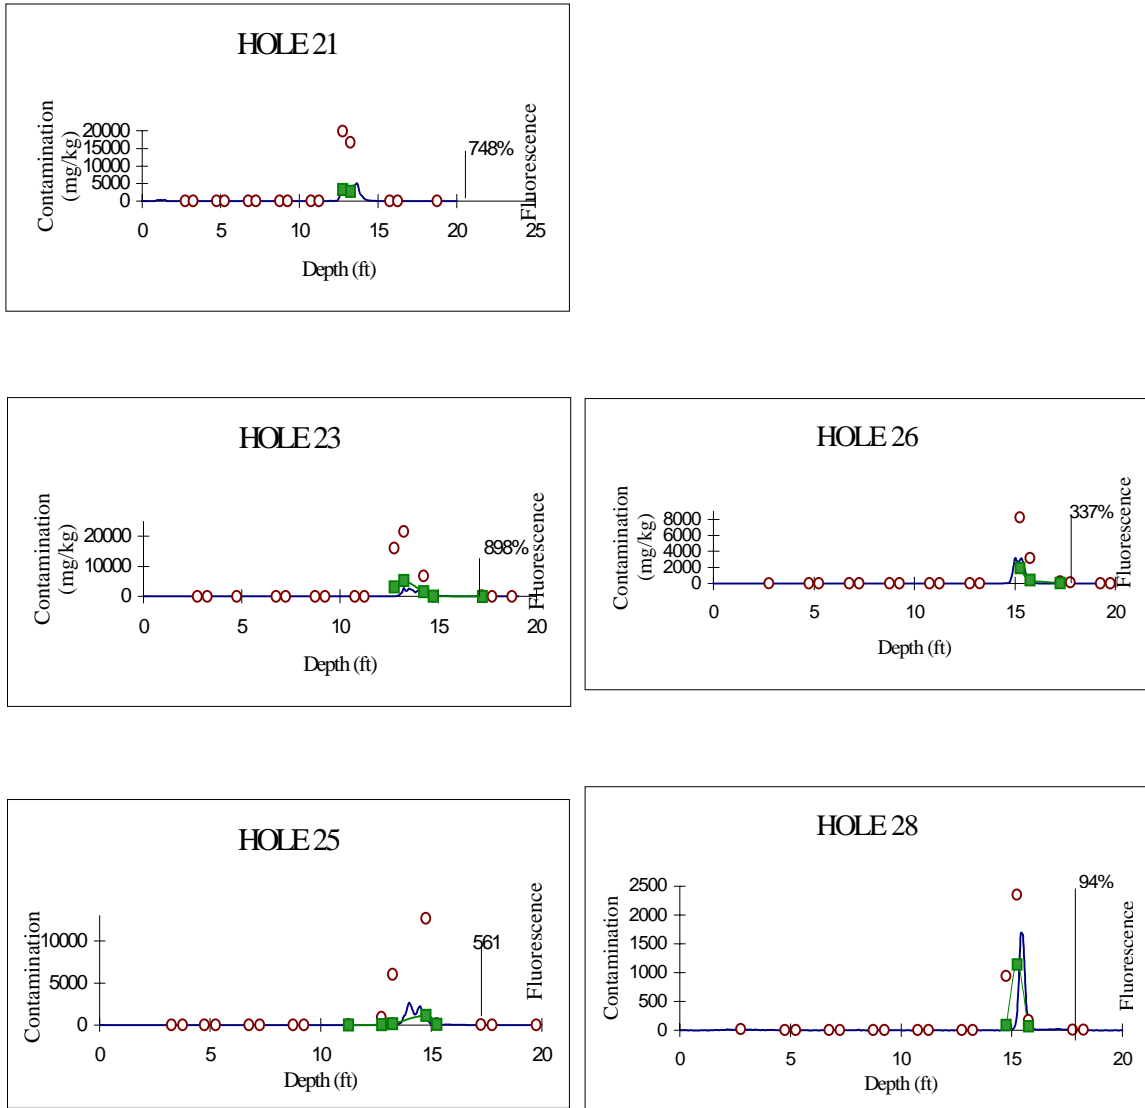 HOLE 21
Contamination
(mg/kg)
20000
15000
10000
5000
0
748%
Fluorescence
0 5 10 15 20 25
Depth (ft)
HOLE 23
Contamination
(mg/kg)
20000
10000
0
898%
Fluorescence
0 5 10 15 20
Depth (ft)
HOLE 26
Contamination
(mg/kg)
8000
6000
4000
2000
0
337%
Fluorescence
0 5 10 15 20
Depth (ft)
HOLE 25
Contamination
10000
5000
0
561
Fluorescence
0 5 10 15 20
Depth (ft)
HOLE 28
Contamination
2500
2000
1500
1000
500
0
94%
Fluorescence
0 5 10 15 20
Depth (ft)